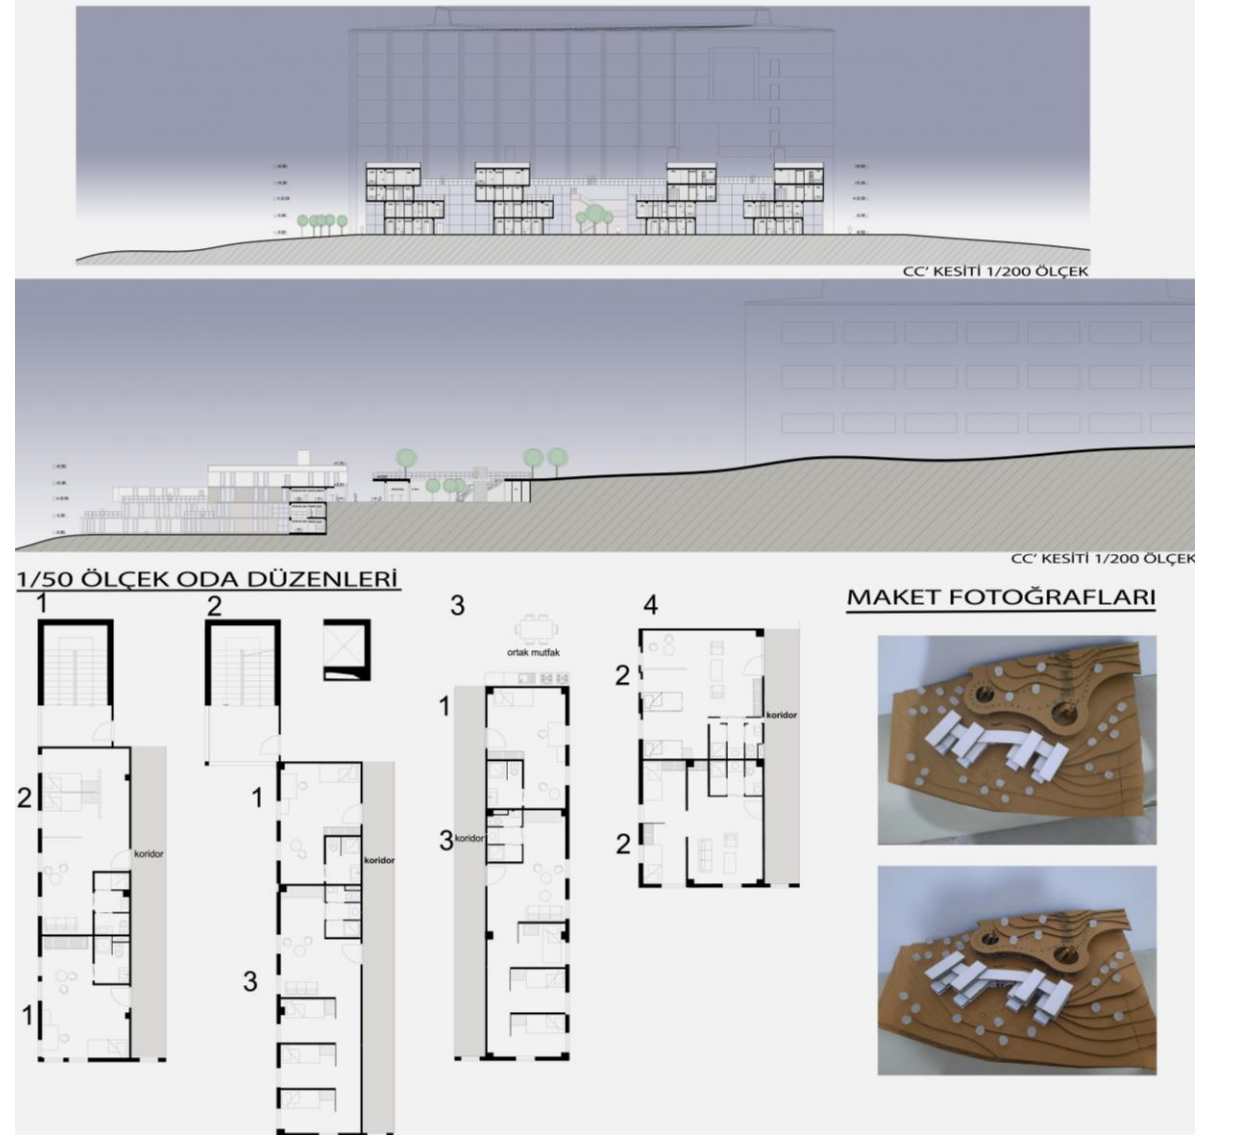 CC' KESİTİ 1/200 ÖLÇEK
CC' KESİTİ 1/200 ÖLÇEK
1/50 ÖLÇEK ODA DÜZENLERİ
MAKET FOTOĞRAFLARI
1
2
3
4
ortak mutfak
2
koridor
1
1
koridor
3
1
3
koridor
2
koridor
2